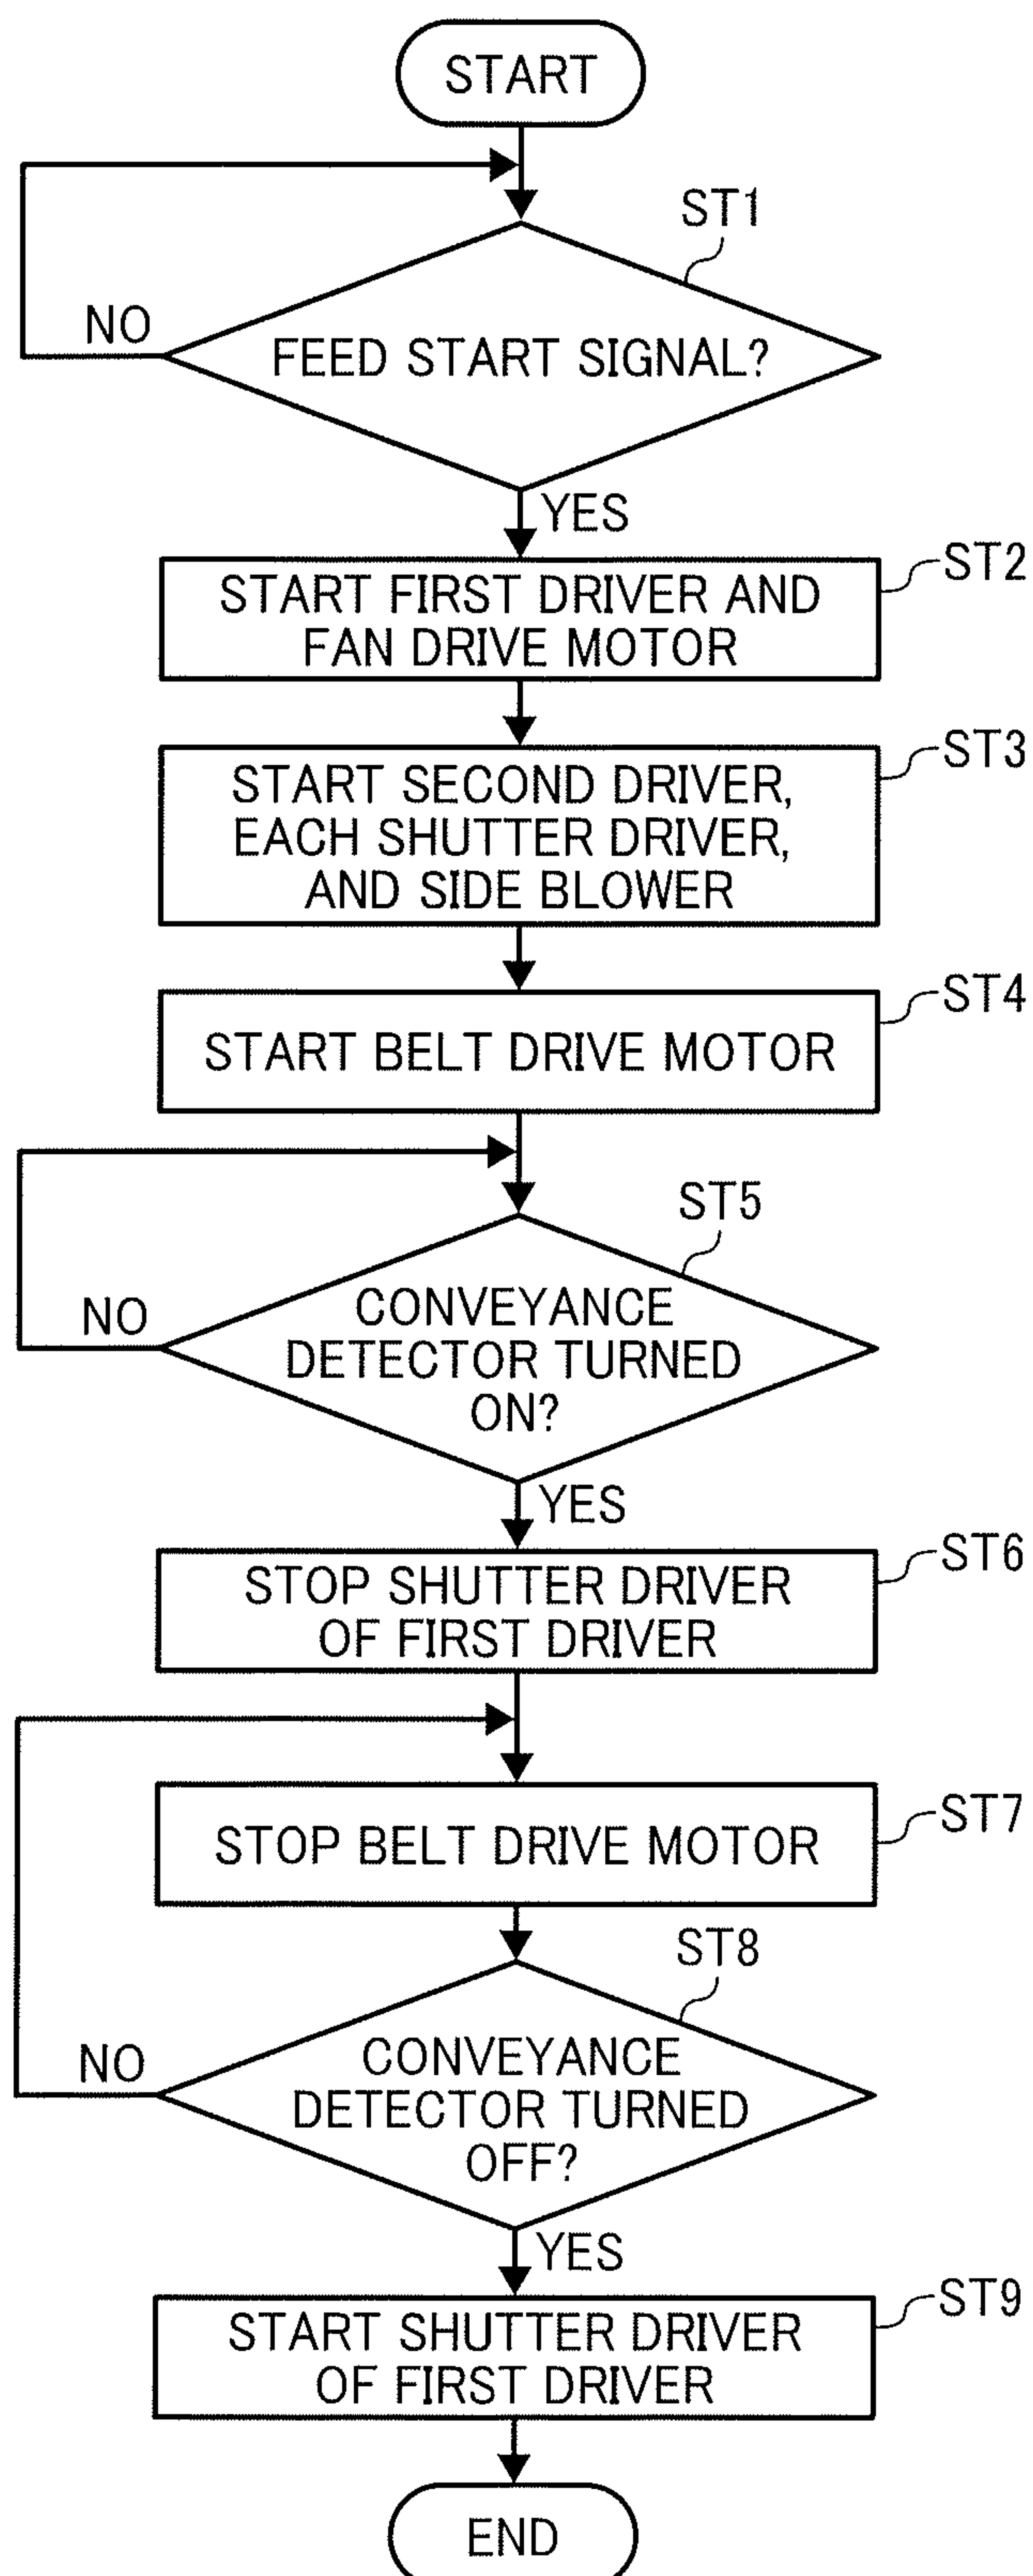 START
ST1
NO
FEED START SIGNAL?
YES
ST2
START FIRST DRIVER AND
FAN DRIVE MOTOR
ST3
START SECOND DRIVER,
EACH SHUTTER DRIVER,
AND SIDE BLOWER
ST4
START BELT DRIVE MOTOR
ST5
NO
CONVEYANCE
DETECTOR TURNED
ON?
YES
ST6
STOP SHUTTER DRIVER
OF FIRST DRIVER
ST7
STOP BELT DRIVE MOTOR
ST8
NO
CONVEYANCE
DETECTOR TURNED
OFF?
YES
ST9
START SHUTTER DRIVER
OF FIRST DRIVER
END